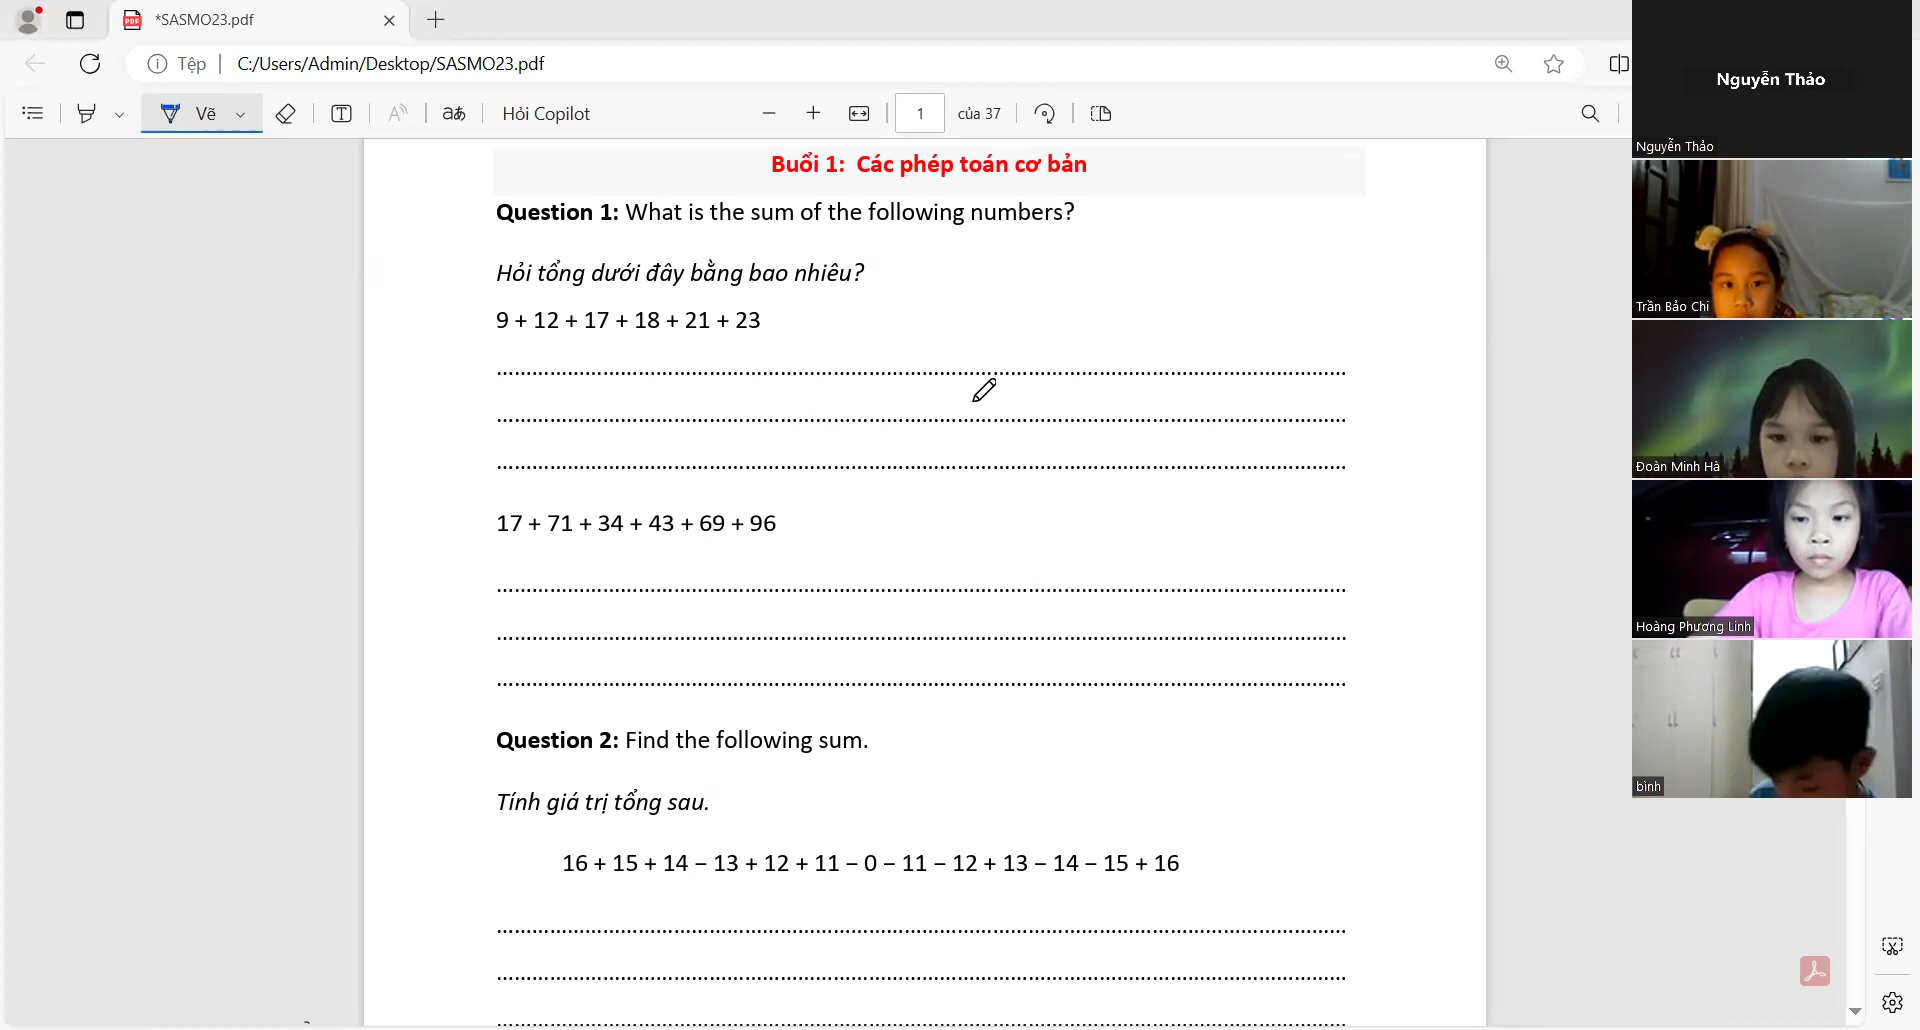 *SASMO23.pdf
Tệp
C:/Users/Admin/Desktop/SASMO23.pdf
Vẽ
Hỏi Copilot
1
của 37
Buổi 1: Các phép toán cơ bản
Question 1: What is the sum of the following numbers?
Hỏi tổng dưới đây bằng bao nhiêu?
9 + 12 + 17 + 18 + 21 + 23
17 + 71 + 34 + 43 + 69 + 96
Question 2: Find the following sum.
Tính giá trị tổng sau.
16 + 15 + 14 – 13 + 12 + 11 – 0 – 11 – 12 + 13 – 14 – 15 + 16
Nguyễn Thảo
Nguyễn Thảo
Trần Bảo Chi
Đoàn Minh Hà
Hoàng Phương Linh
bình